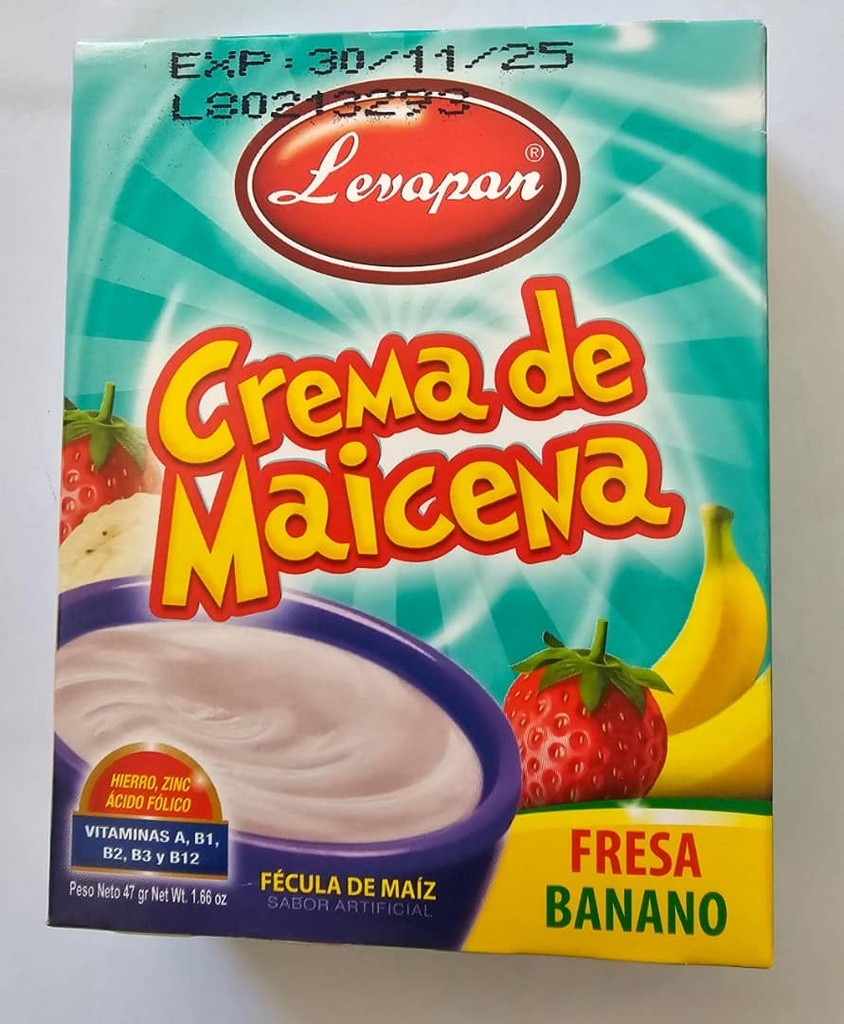 EXP: 30/11/25
L80213293
Levapan®
Crema de
Maicena
HIERRO, ZINC
ÁCIDO FÓLICO
VITAMINAS A, B1,
B2, B3 y B12
Peso Neto 47 gr Net Wt. 1.66 oz
FÉCULA DE MAÍZ
SABOR ARTIFICIAL
FRESA
BANANO